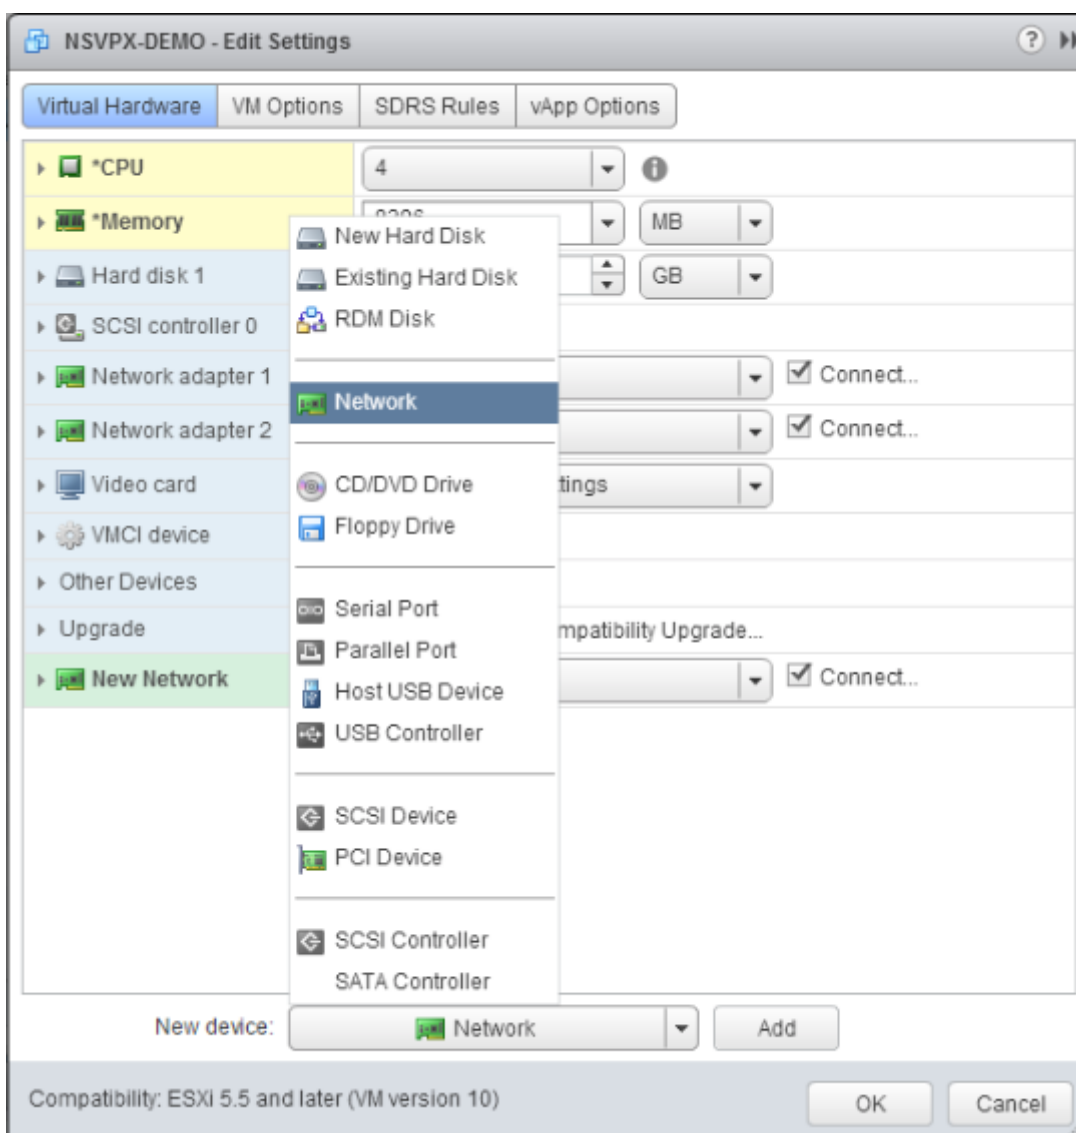 NSVPX-DEMO - Edit Settings
Virtual Hardware VM Options SDRS Rules vApp Options
*CPU 4
*Memory MB
New Hard Disk
Hard disk 1 GB
Existing Hard Disk
SCSI controller 0
RDM Disk
Network adapter 1 Connect...
Network
Network adapter 2 Connect...
Video card tings
CD/DVD Drive
VMCI device
Floppy Drive
Other Devices
Serial Port
Upgrade mpatibility Upgrade...
Parallel Port
New Network Connect...
Host USB Device
USB Controller
SCSI Device
PCI Device
SCSI Controller
SATA Controller
New device: Network Add
Compatibility: ESXi 5.5 and later (VM version 10) OK Cancel